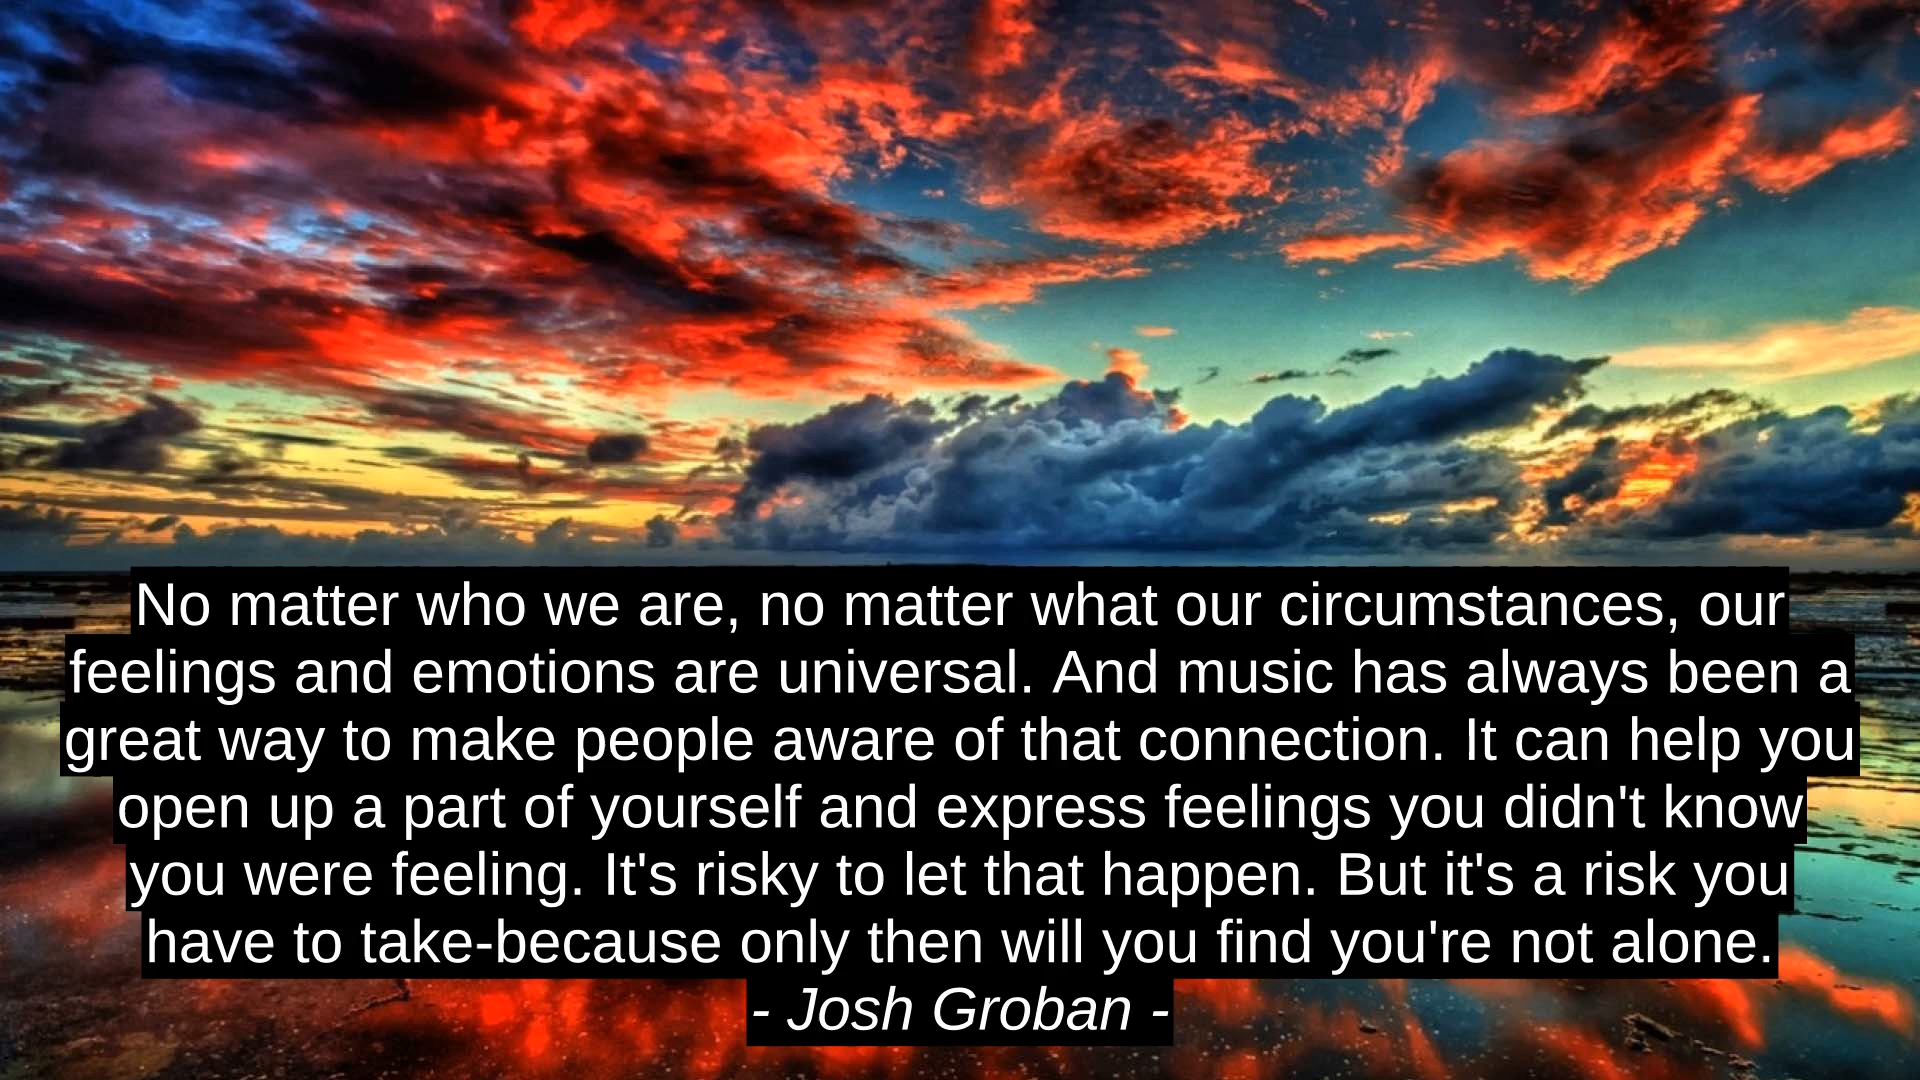 No matter who we are, no matter what our circumstances, our
feelings and emotions are universal. And music has always been a
great way to make people aware of that connection. It can help you
open up a part of yourself and express feelings you didn't know
you were feeling. It's risky to let that happen. But it's a risk you
have to take-because only then will you find you're not alone.
- Josh Groban -